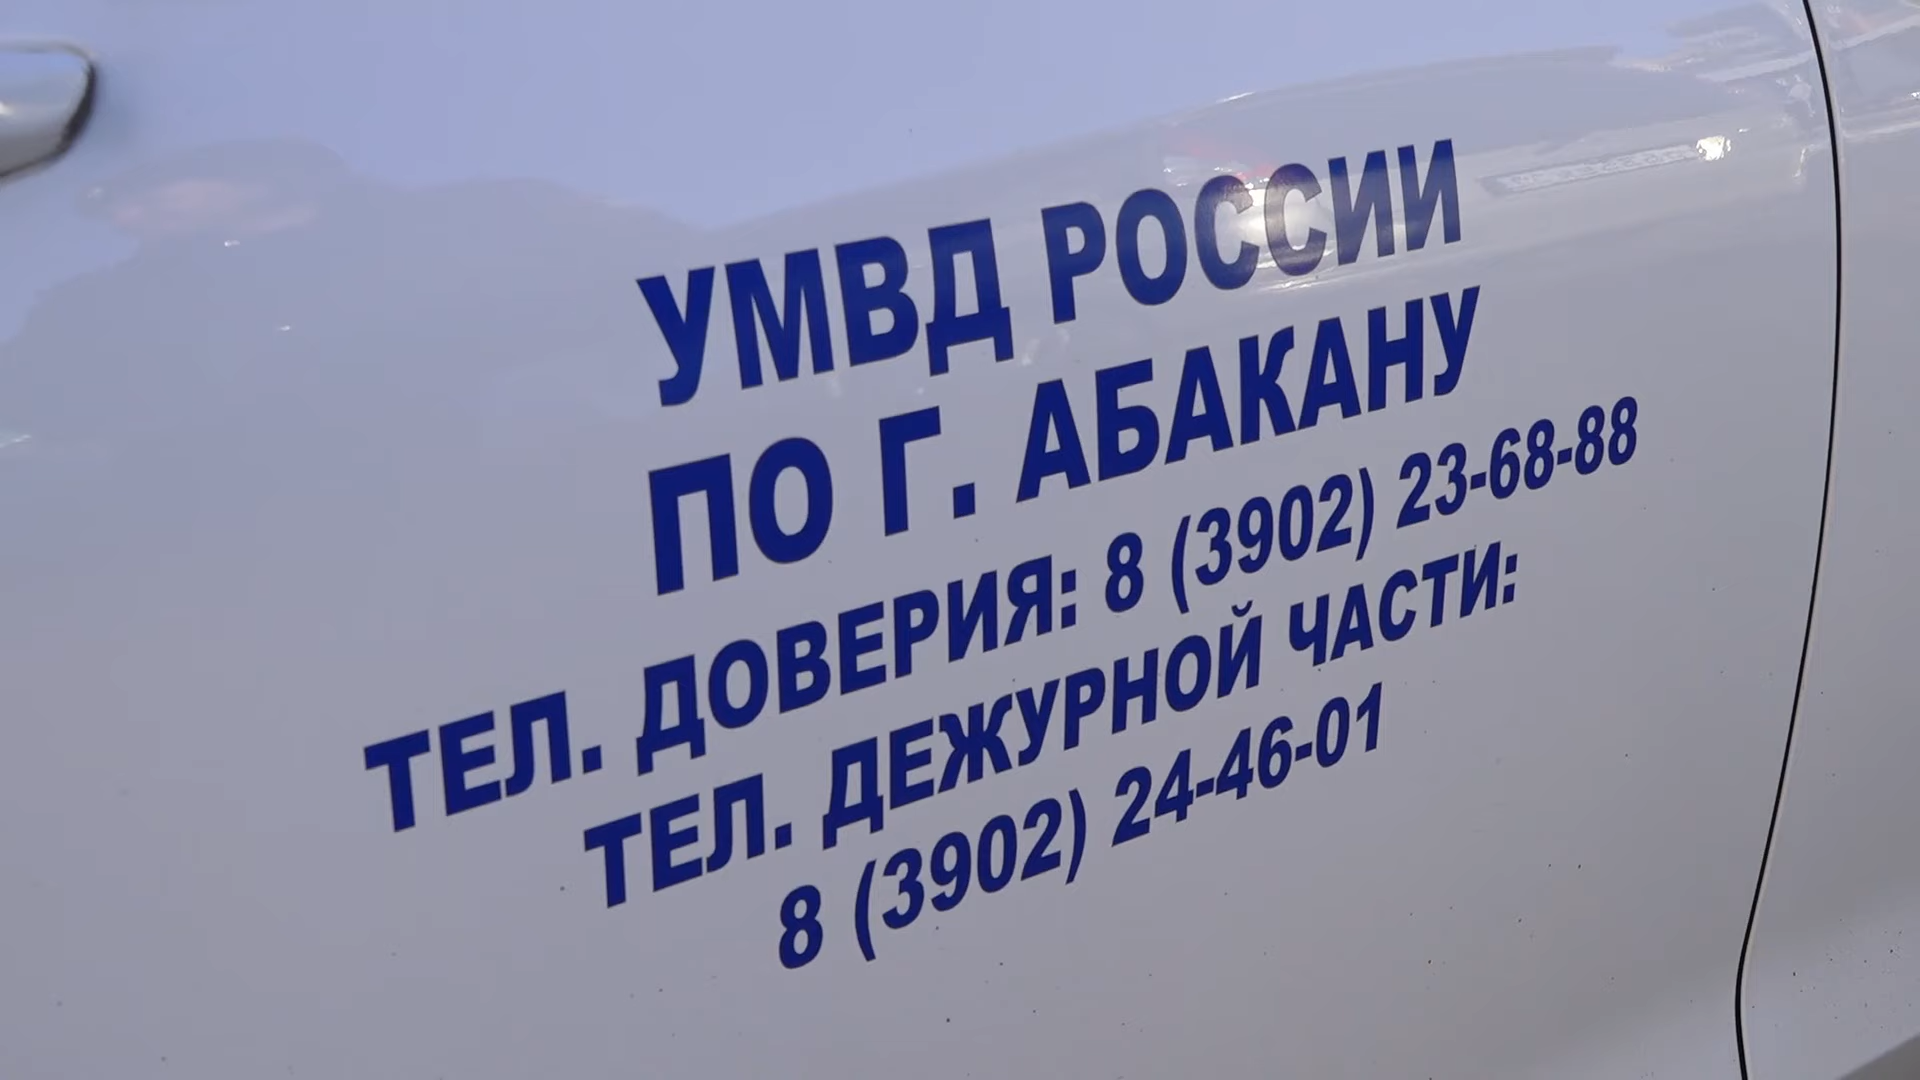 УМВД РОССИИ
ПО Г. АБАКАНУ
ТЕЛ. ДОВЕРИЯ: 8 (3902) 23-68-88
ТЕЛ. ДЕЖУРНОЙ ЧАСТИ:
8 (3902) 24-46-01